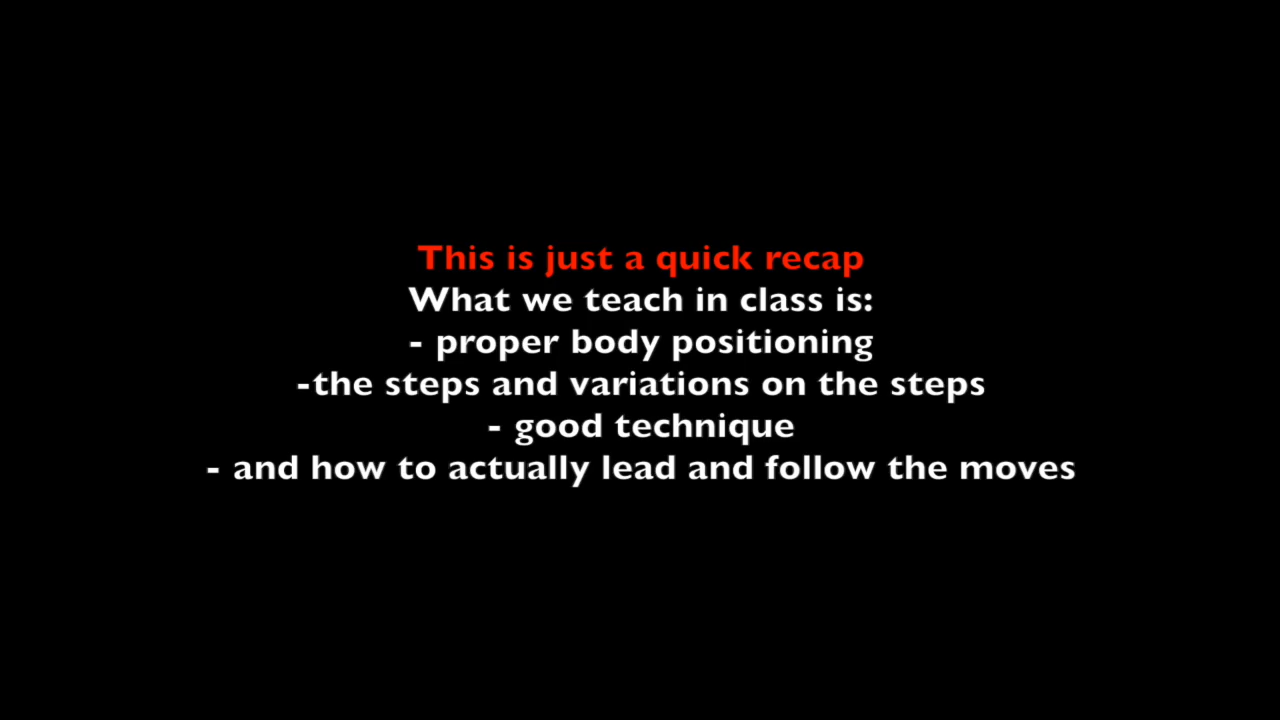 This is just a quick recap
What we teach in class is:
- proper body positioning
-the steps and variations on the steps
- good technique
- and how to actually lead and follow the moves